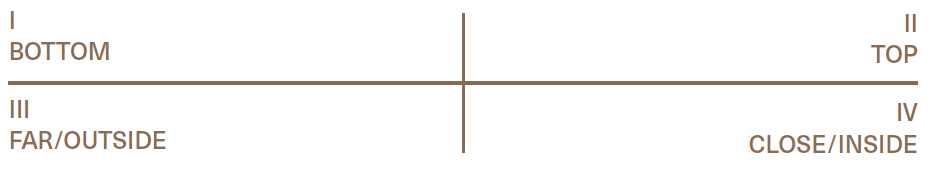 I
BOTTOM
II
TOP
III
FAR/OUTSIDE
IV
CLOSE/INSIDE